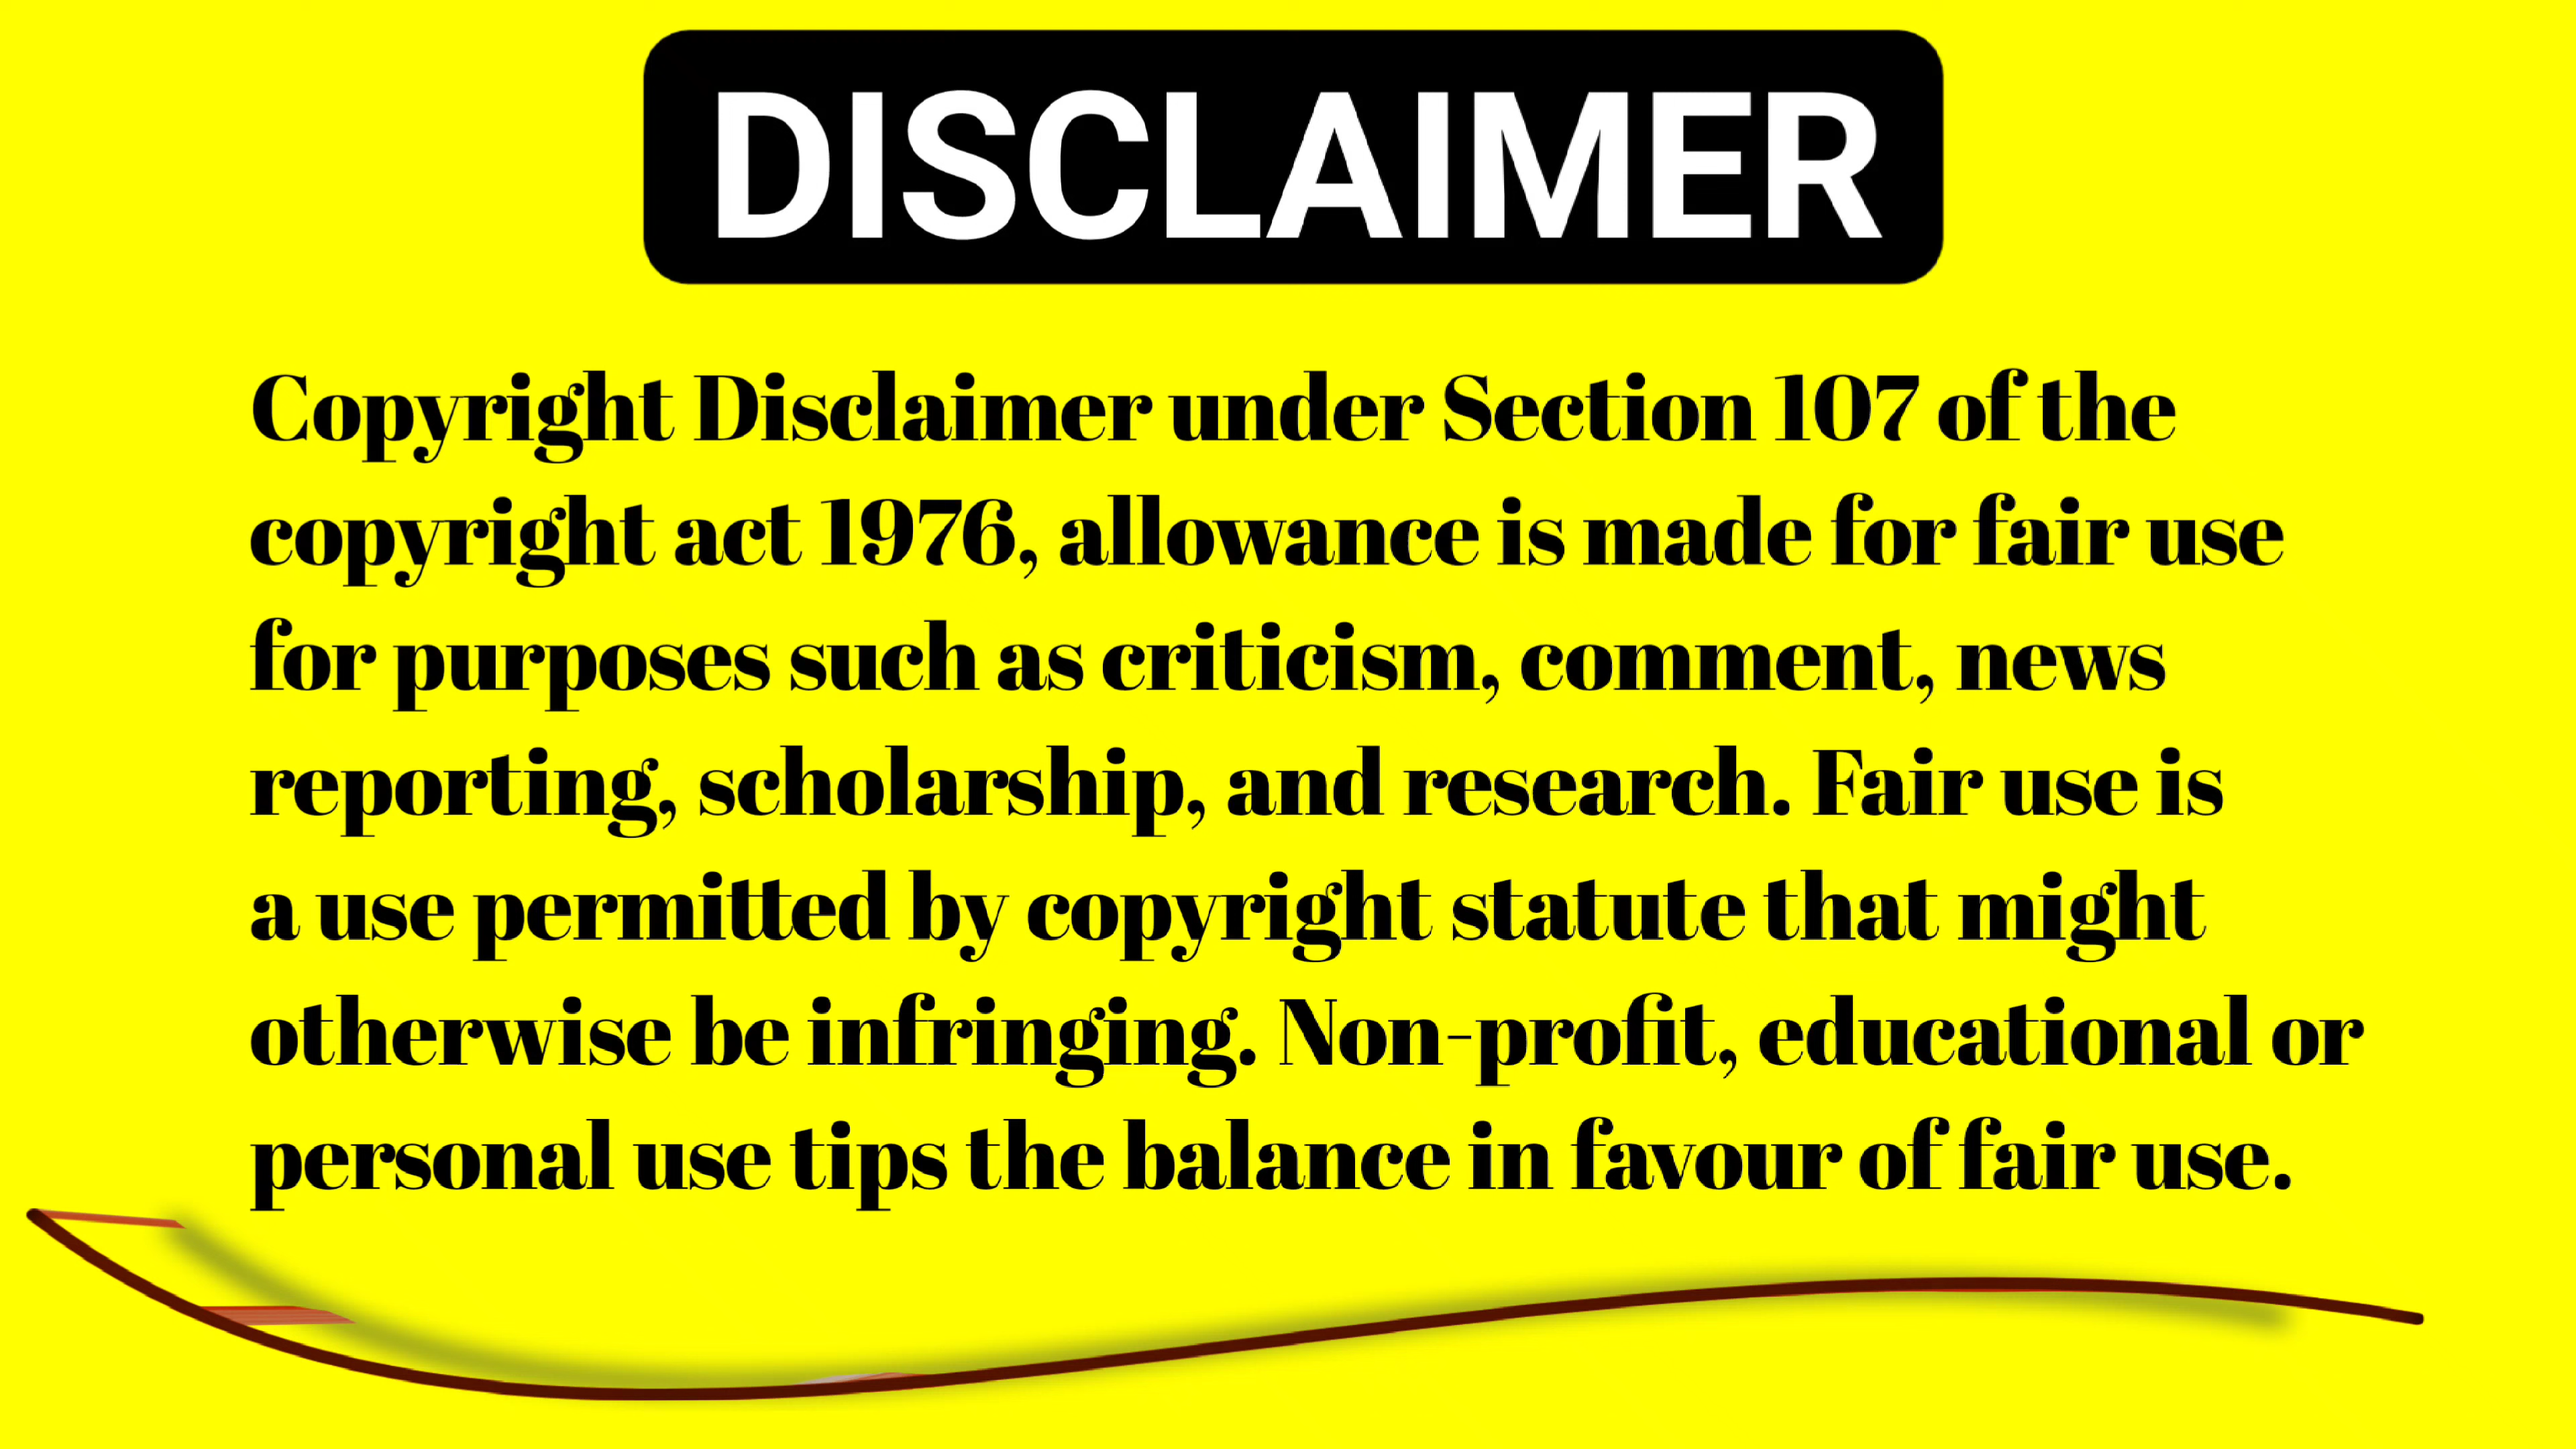 DISCLAIMER
Copyright Disclaimer under Section 107 of the
copyright act 1976, allowance is made for fair use
for purposes such as criticism, comment, news
reporting, scholarship, and research. Fair use is
a use permitted by copyright statute that might
otherwise be infringing. Non-profit, educational or
personal use tips the balance in favour of fair use.